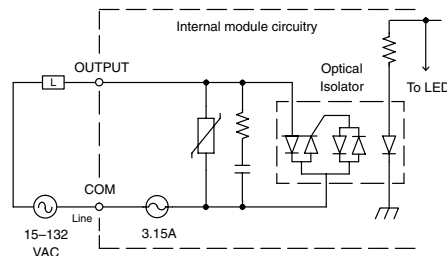 Internal module circuitry
OUTPUT
Optical
Isolator
To LED
L
COM
Line
15–132
VAC
3.15A